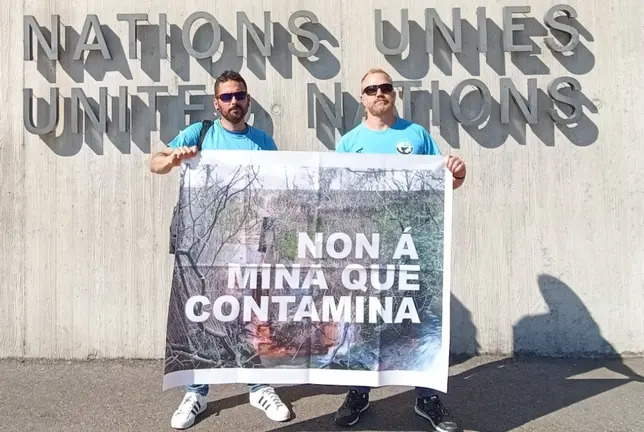 NATIONS UNIES
UNITED NATIONS
NON Á
MINA QUE
CONTAMINA